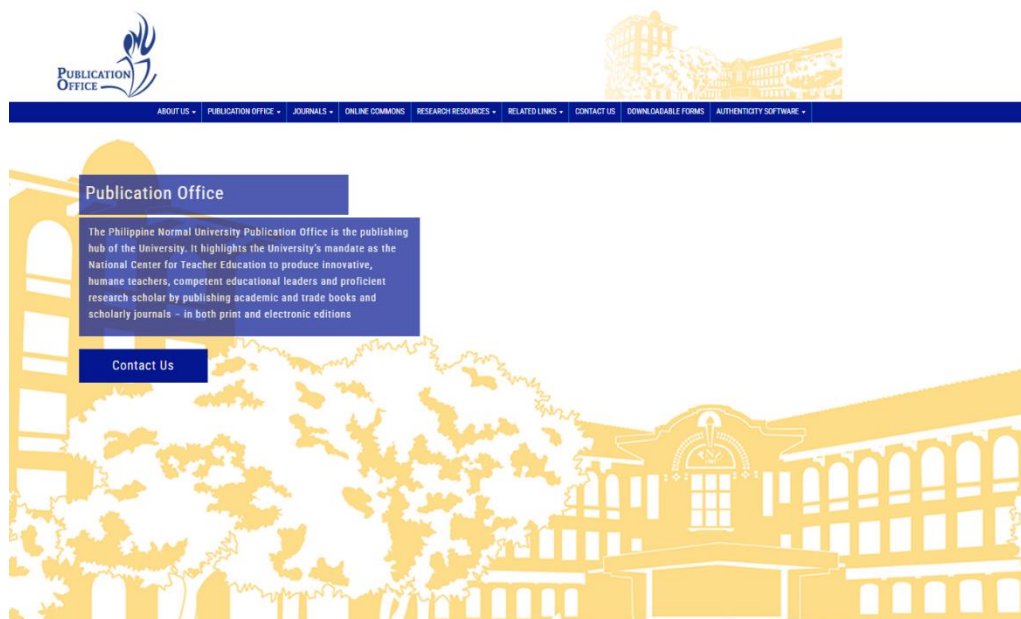 PNU
PUBLICATION
OFFICE
ABOUT US PUBLICATION OFFICE JOURNALS ONLINE COMMONS RESEARCH RESOURCES RELATED LINKS CONTACT US DOWNLOADABLE FORMS AUTHENTICITY SOFTWARE
Publication Office
The Philippine Normal University Publication Office is the publishing
hub of the University. It highlights the University's mandate as the
National Center for Teacher Education to produce innovative,
humane teachers, competent educational leaders and proficient
research scholar by publishing academic and trade books and
scholarly journals – in both print and electronic editions
Contact Us